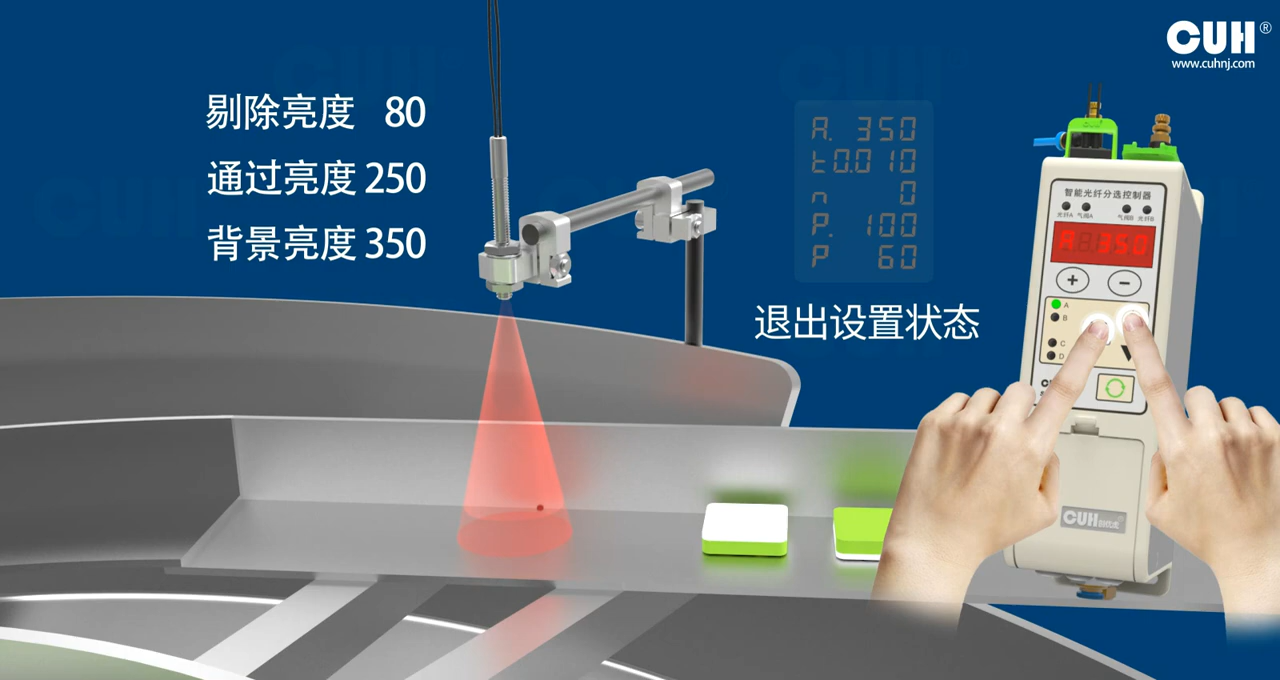 CUH®
www.cuhnj.com
剔除亮度 80
通过亮度 250
背景亮度 350
A. 350
t0.010
n 0
P. 100
P 60
退出设置状态
智能光纤分选控制器
光纤A 气阀A 气阀B 光纤B
A 350
+ -
A
B
C
D
CUH